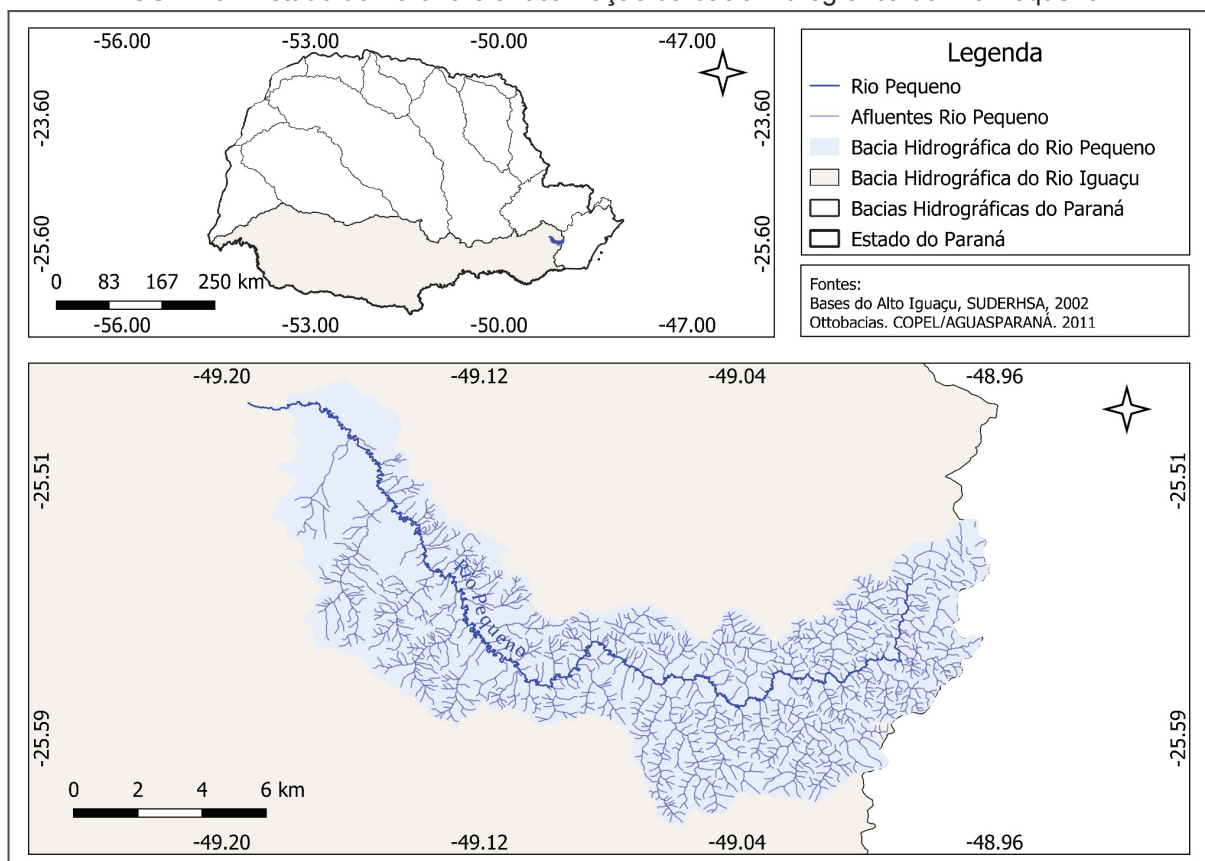 -56.00 -53.00 -50.00 -47.00
-23.60 -23.60
-25.60 -25.60
0 83 167 250 km
-56.00 -53.00 -50.00 -47.00
Legenda
Rio Pequeno
Afluentes Rio Pequeno
Bacia Hidrográfica do Rio Pequeno
Bacia Hidrográfica do Rio Iguaçu
Bacias Hidrográficas do Paraná
Estado do Paraná
Fontes:
Bases do Alto Iguaçu, SUDERHSA, 2002
Ottobacias. COPEL/AGUASPARANÁ. 2011
-49.20 -49.12 -49.04 -48.96
-25.51 -25.51
Rio Pequeno
-25.59 -25.59
0 2 4 6 km
-49.20 -49.12 -49.04 -48.96